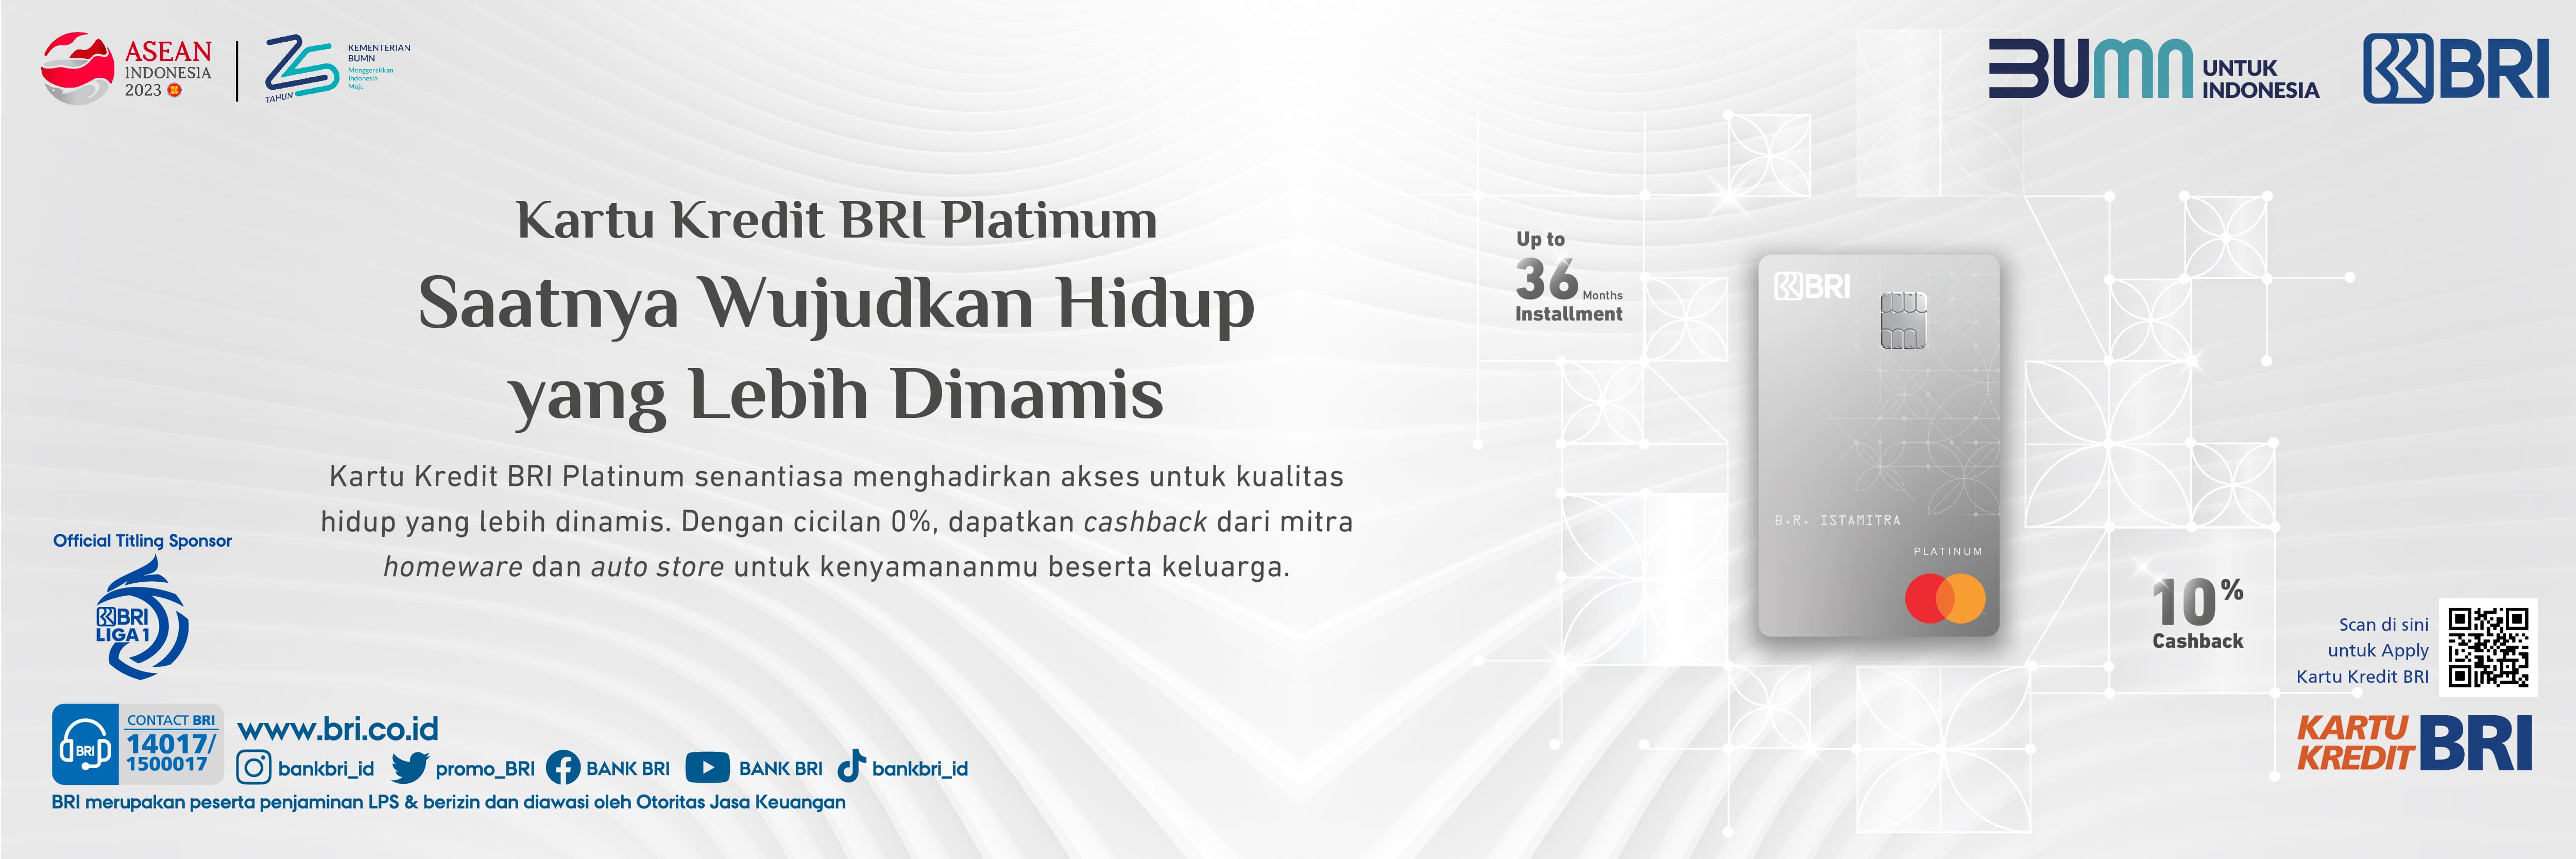 ASEAN
INDONESIA
2023
25
TAHUN
KEMENTERIAN
BUMN
Menggerakkan
Indonesia
Maju
BUMN
UNTUK
INDONESIA
BRI
Kartu Kredit BRI Platinum
Saatnya Wujudkan Hidup
yang Lebih Dinamis
Kartu Kredit BRI Platinum senantiasa menghadirkan akses untuk kualitas
hidup yang lebih dinamis. Dengan cicilan 0%, dapatkan cashback dari mitra
homeware dan auto store untuk kenyamananmu beserta keluarga.
Up to
36 Months
Installment
BRI
B.R. ISTAMITRA
PLATINUM
10%
Cashback
Official Titling Sponsor
BRI
LIGA 1
Scan di sini
untuk Apply
Kartu Kredit BRI
KARTU
KREDIT BRI
BRI
CONTACT BRI
14017/
1500017
www.bri.co.id
bankbri_id promo_BRI BANK BRI BANK BRI bankbri_id
BRI merupakan peserta penjaminan LPS & berizin dan diawasi oleh Otoritas Jasa Keuangan